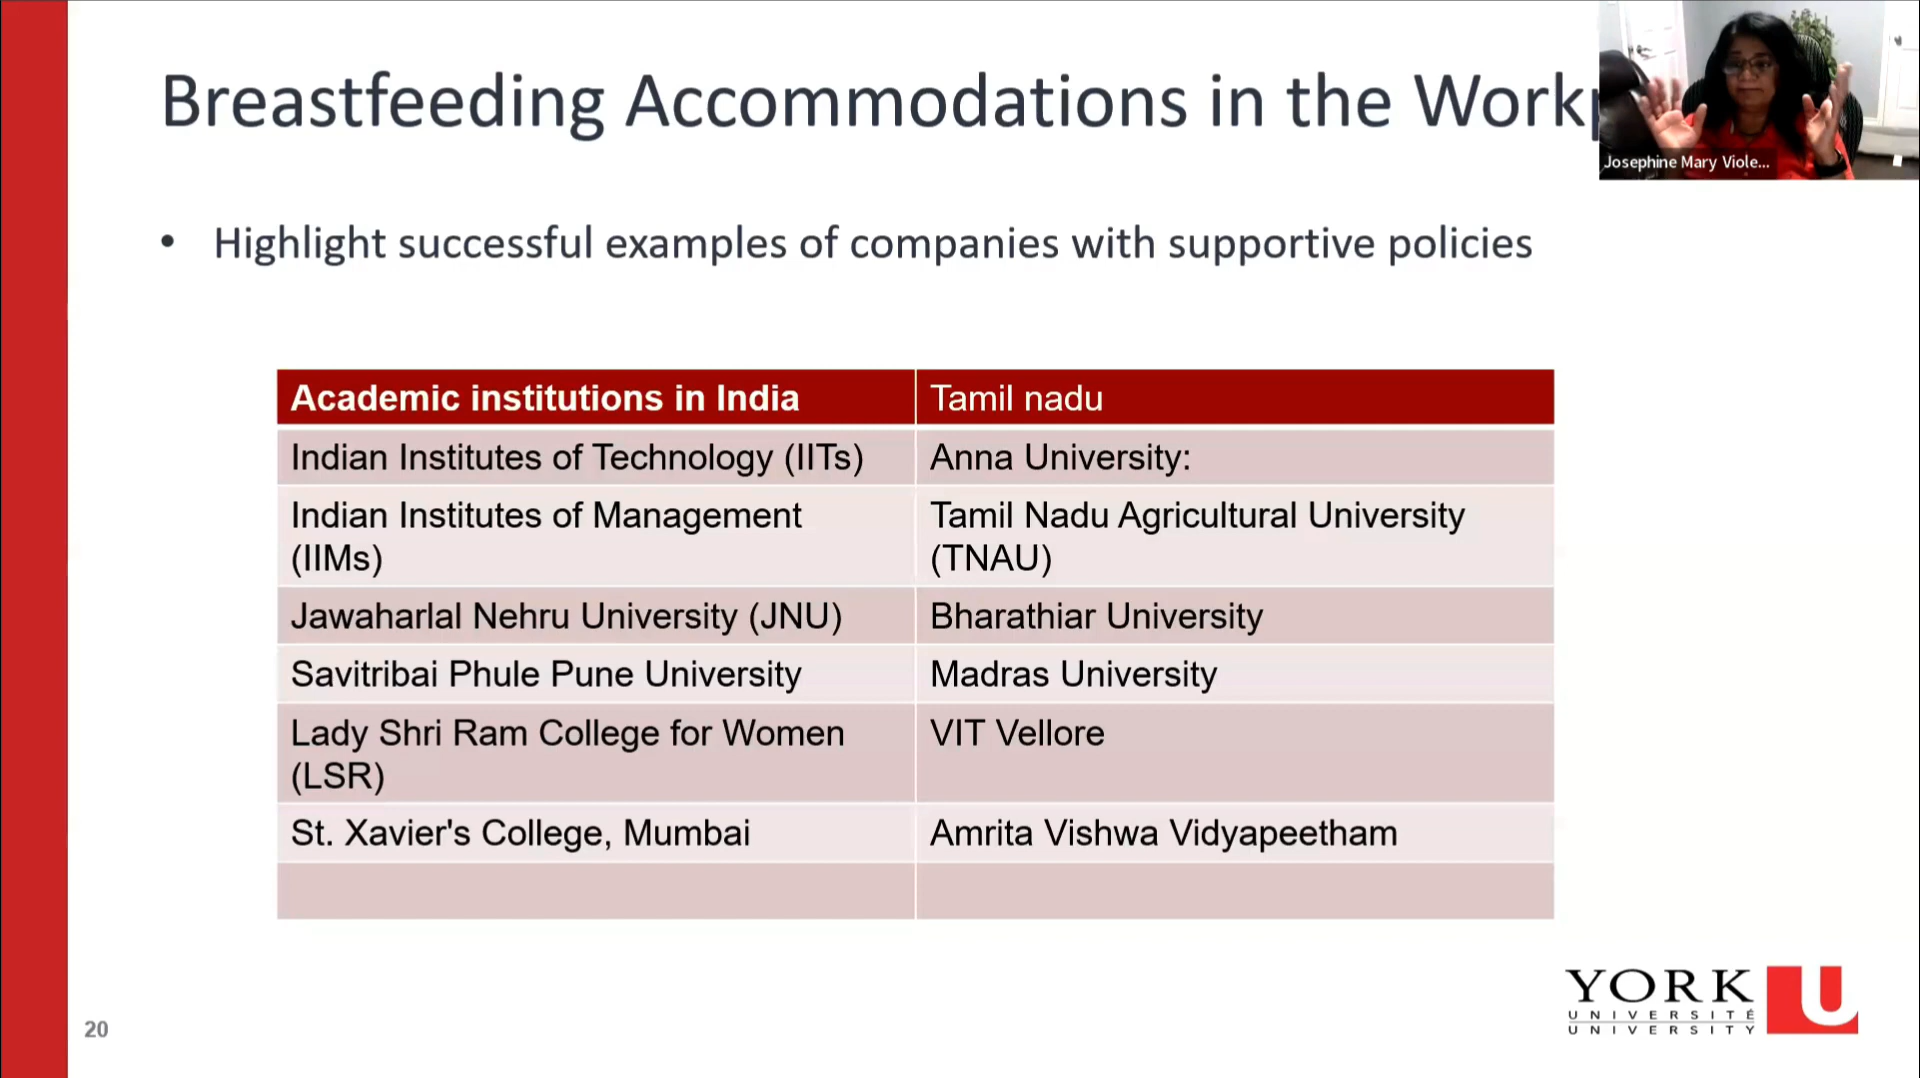 Breastfeeding Accommodations in the Work
Josephine Mary Viole...
• Highlight successful examples of companies with supportive policies
Academic institutions in India Tamil nadu
Indian Institutes of Technology (IITs) Anna University:
Indian Institutes of Management Tamil Nadu Agricultural University
(IIMs) (TNAU)
Jawaharlal Nehru University (JNU) Bharathiar University
Savitribai Phule Pune University Madras University
Lady Shri Ram College for Women VIT Vellore
(LSR)
St. Xavier's College, Mumbai Amrita Vishwa Vidyapeetham
YORK U
UNIVERSITÉ
UNIVERSITY
20